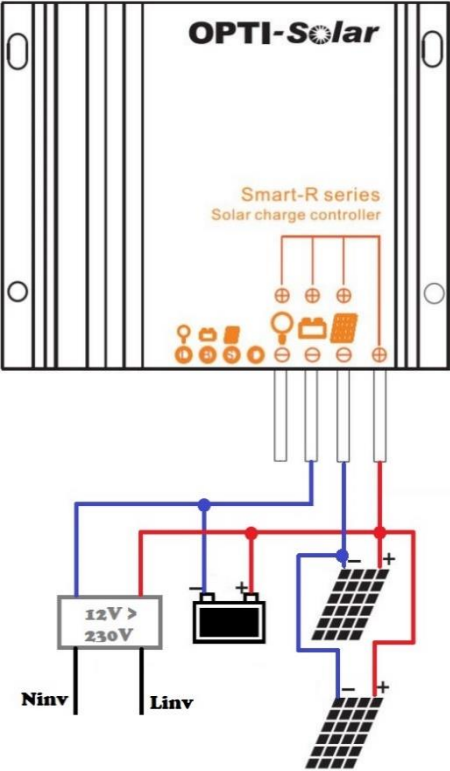 OPTI-Solar
Smart-R series
Solar charge controller
L B S
− + − +
12V >
230V
Ninv Linv
− +